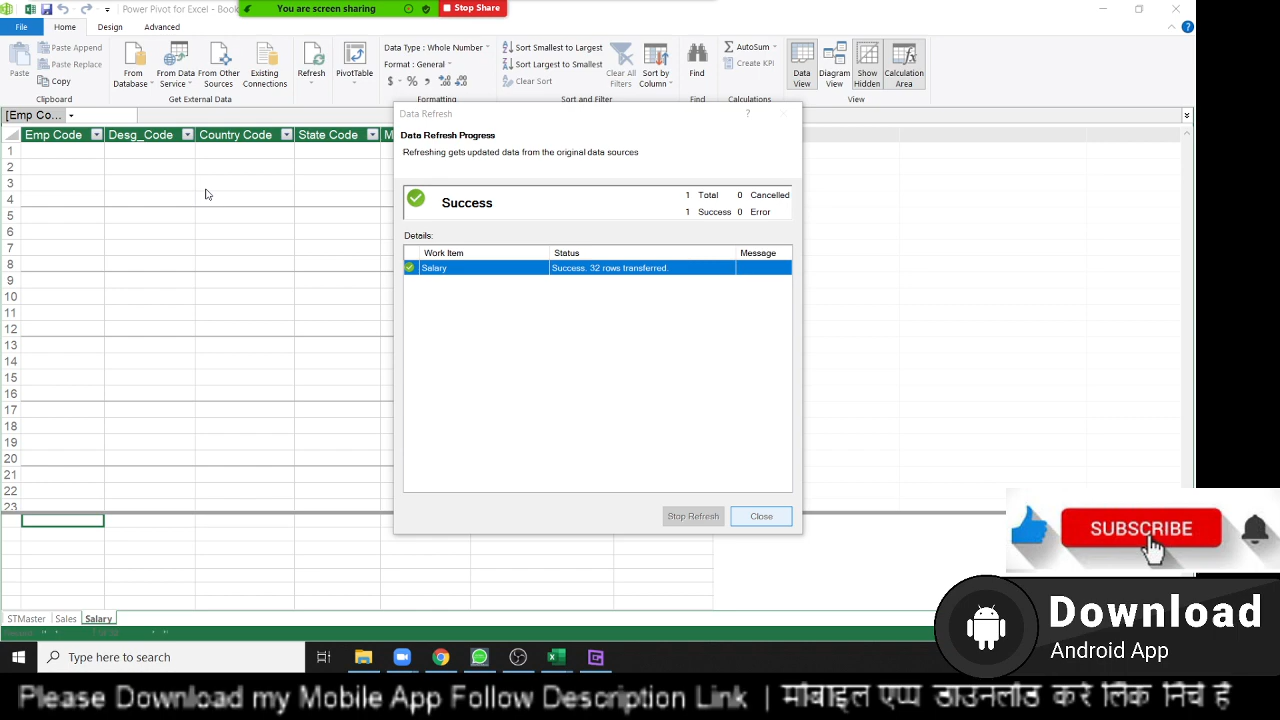 Power Pivot for Excel - Book
You are screen sharing
Stop Share
File
Home
Design
Advanced
Paste
Paste Append
Paste Replace
Copy
Clipboard
From Database
From Data Service
From Other Sources
Existing Connections
Get External Data
Refresh
PivotTable
Data Type : Whole Number
Format : General
$ % ,
Formatting
Sort Smallest to Largest
Sort Largest to Smallest
Clear Sort
Clear All Filters
Sort by Column
Sort and Filter
Find
AutoSum
Create KPI
Calculations
Data View
Diagram View
Show Hidden
Calculation Area
View
[Emp Co...
Emp Code
Desg_Code
Country Code
State Code
1
2
3
4
5
6
7
8
9
10
11
12
13
14
15
16
17
18
19
20
21
22
23
Data Refresh
?
Data Refresh Progress
Refreshing gets updated data from the original data sources
Success
1 Total 0 Cancelled
1 Success 0 Error
Details:
Work Item Status Message
Salary Success. 32 rows transferred.
Stop Refresh
Close
SUBSCRIBE
Download
Android App
STMaster
Sales
Salary
Type here to search
Please Download my Mobile App Follow Description Link | मोबाइल एप्प डाउनलोड करे लिंक निचे है